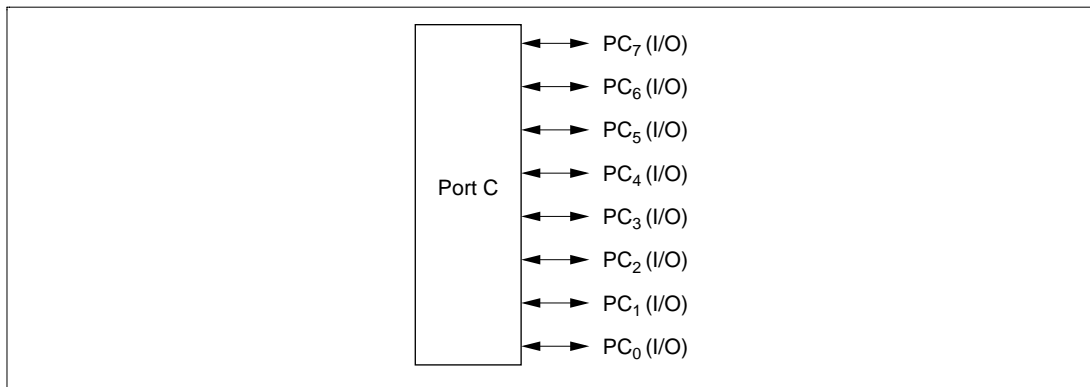 PC7 (I/O)
PC6 (I/O)
PC5 (I/O)
PC4 (I/O)
Port C
PC3 (I/O)
PC2 (I/O)
PC1 (I/O)
PC0 (I/O)